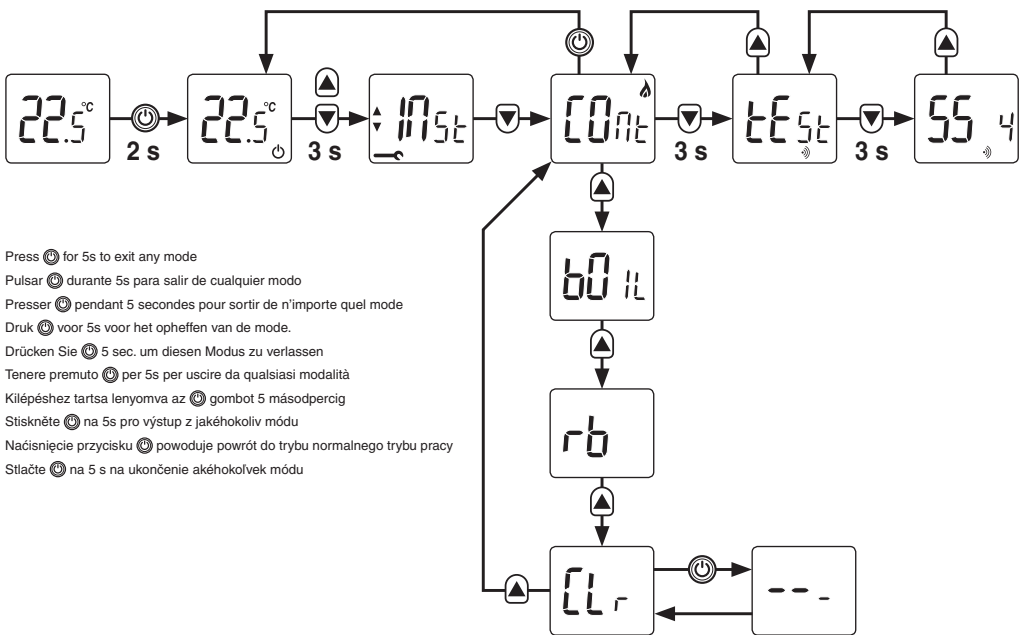 22.5°C
2 s
22.5°C
3 s
INSt
CONt
3 s
tESt
3 s
55 4
bOIL
rb
CLr
-- -
Press for 5s to exit any mode
Pulsar durante 5s para salir de cualquier modo
Presser pendant 5 secondes pour sortir de n'importe quel mode
Druk voor 5s voor het opheffen van de mode.
Drücken Sie 5 sec. um diesen Modus zu verlassen
Tenere premuto per 5s per uscire da qualsiasi modalità
Kilépéshez tartsa lenyomva az gombot 5 másodpercig
Stiskněte na 5s pro výstup z jakéhokoliv módu
Naćisnięcie przycisku powoduje powrót do trybu normalnego trybu pracy
Stlačte na 5 s na ukončenie akéhokoľvek módu